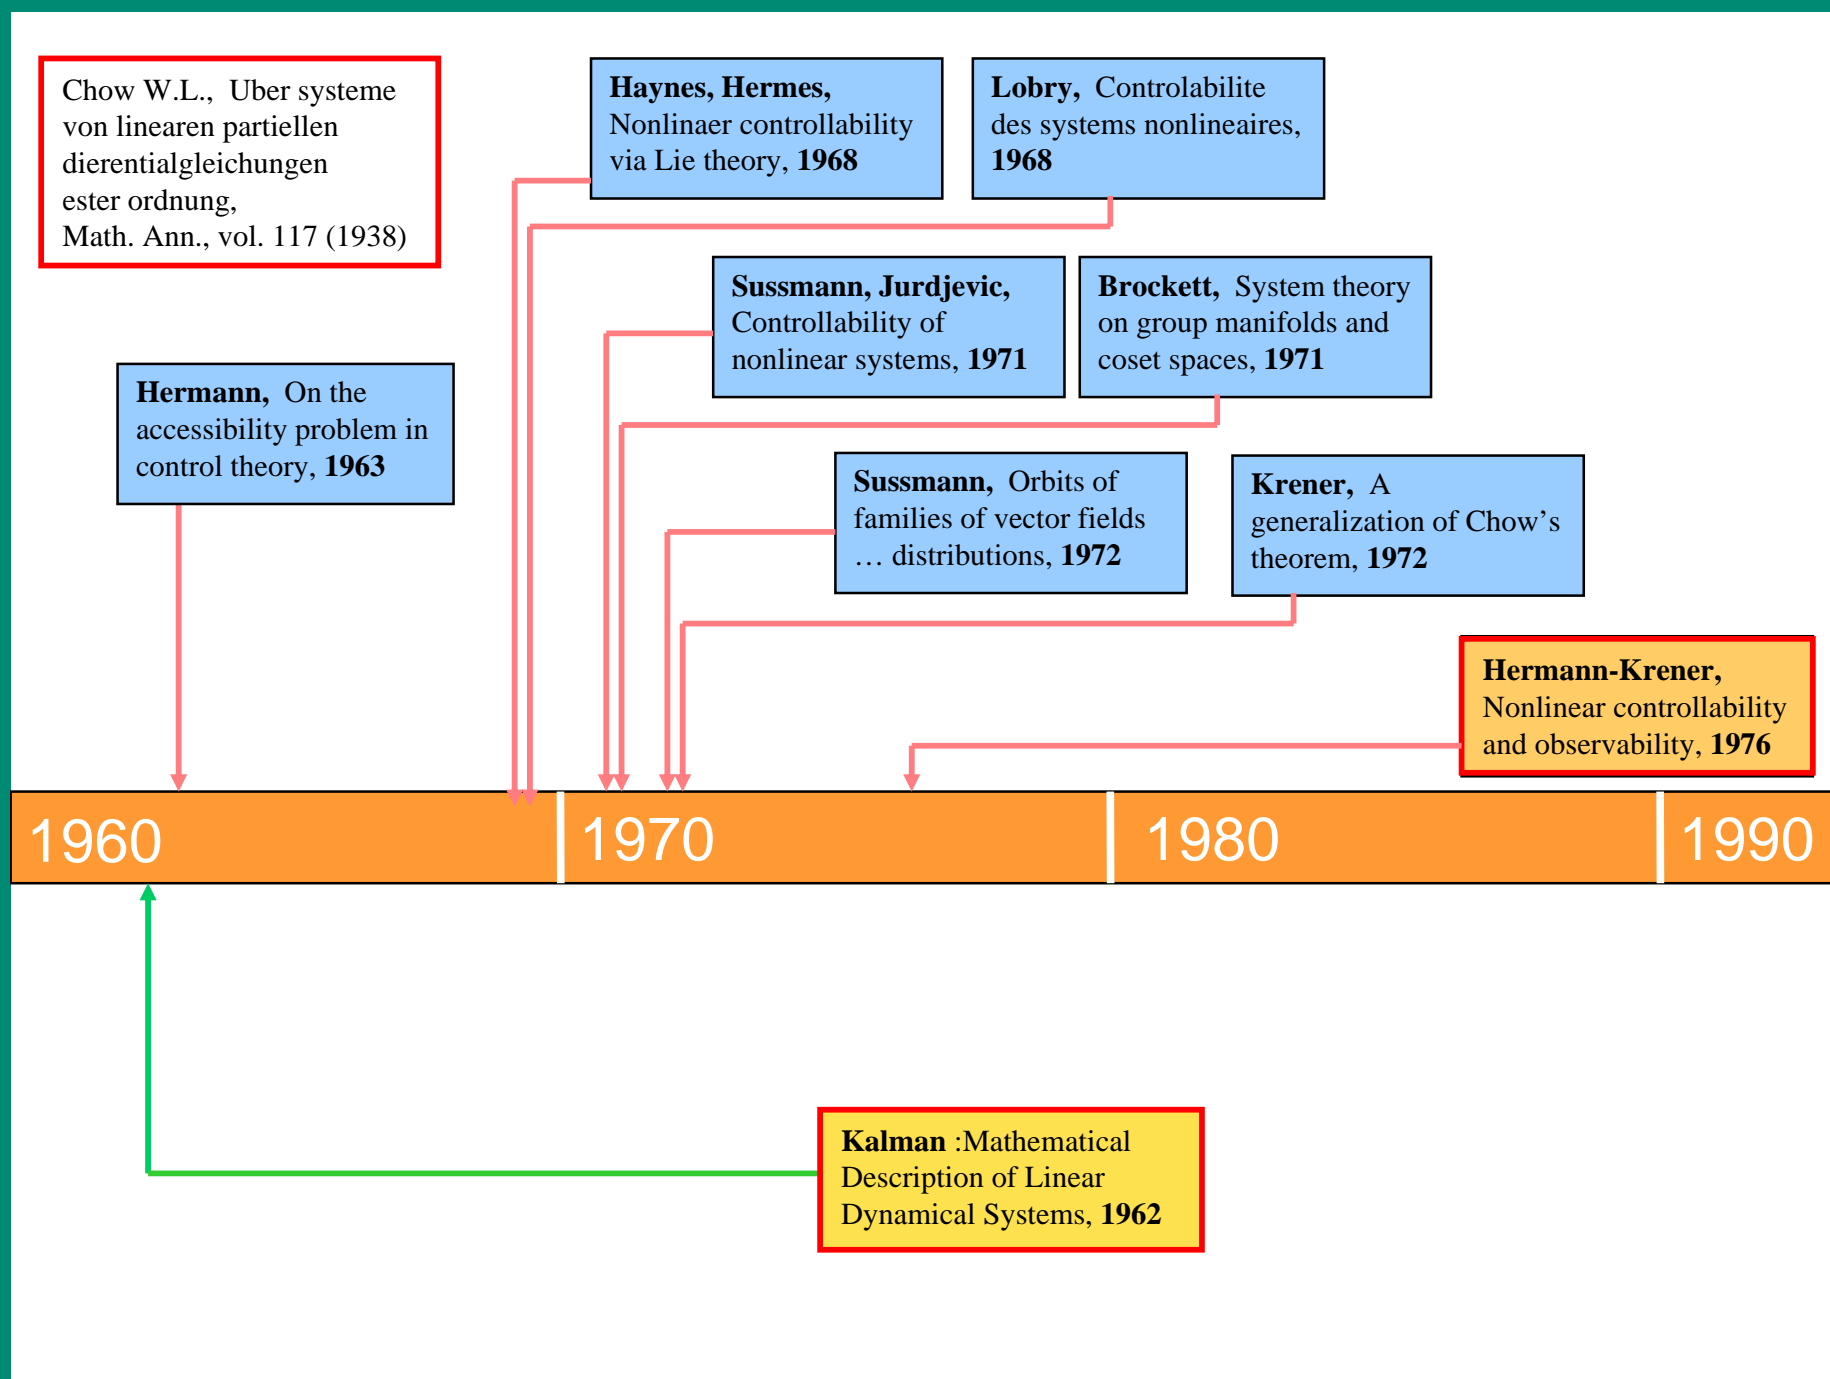 Chow W.L., Uber systeme
von linearen partiellen
dierentialgleichungen
ester ordnung,
Math. Ann., vol. 117 (1938)
Haynes, Hermes,
Nonlinaer controllability
via Lie theory, 1968
Lobry, Controlabilite
des systems nonlineaires,
1968
Sussmann, Jurdjevic,
Controllability of
nonlinear systems, 1971
Brockett, System theory
on group manifolds and
coset spaces, 1971
Hermann, On the
accessibility problem in
control theory, 1963
Sussmann, Orbits of
families of vector fields
… distributions, 1972
Krener, A
generalization of Chow’s
theorem, 1972
Hermann-Krener,
Nonlinear controllability
and observability, 1976
1960
1970
1980
1990
Kalman :Mathematical
Description of Linear
Dynamical Systems, 1962